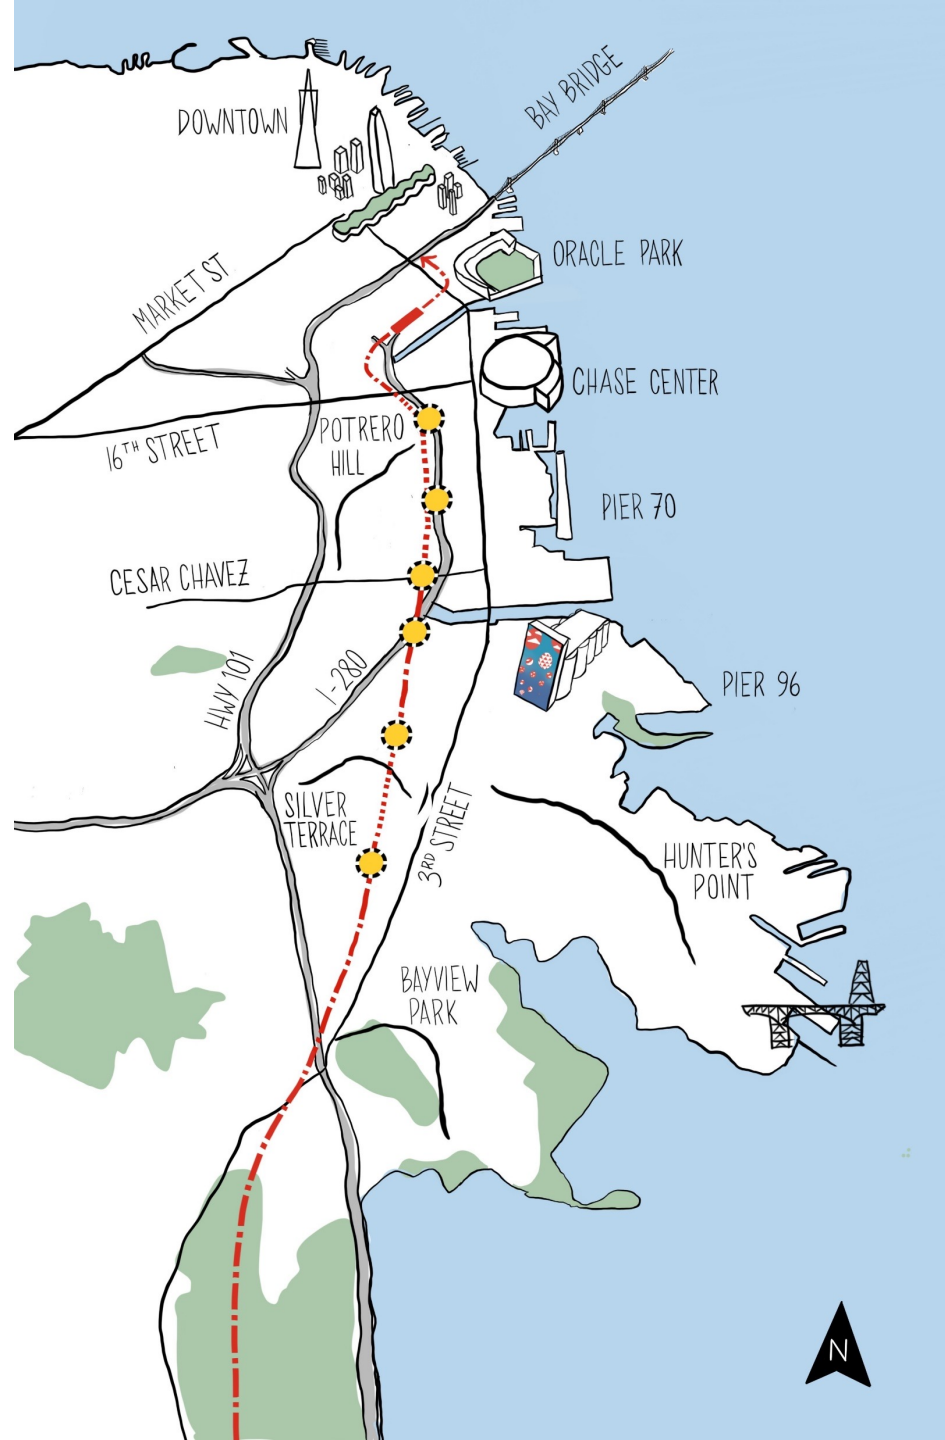 BAY BRIDGE
DOWNTOWN
ORACLE PARK
MARKET ST
CHASE CENTER
16TH STREET
POTRERO
HILL
PIER 70
CESAR CHAVEZ
HWY 101
I-280
PIER 96
SILVER
TERRACE
3RD STREET
HUNTER'S
POINT
BAYVIEW
PARK
N